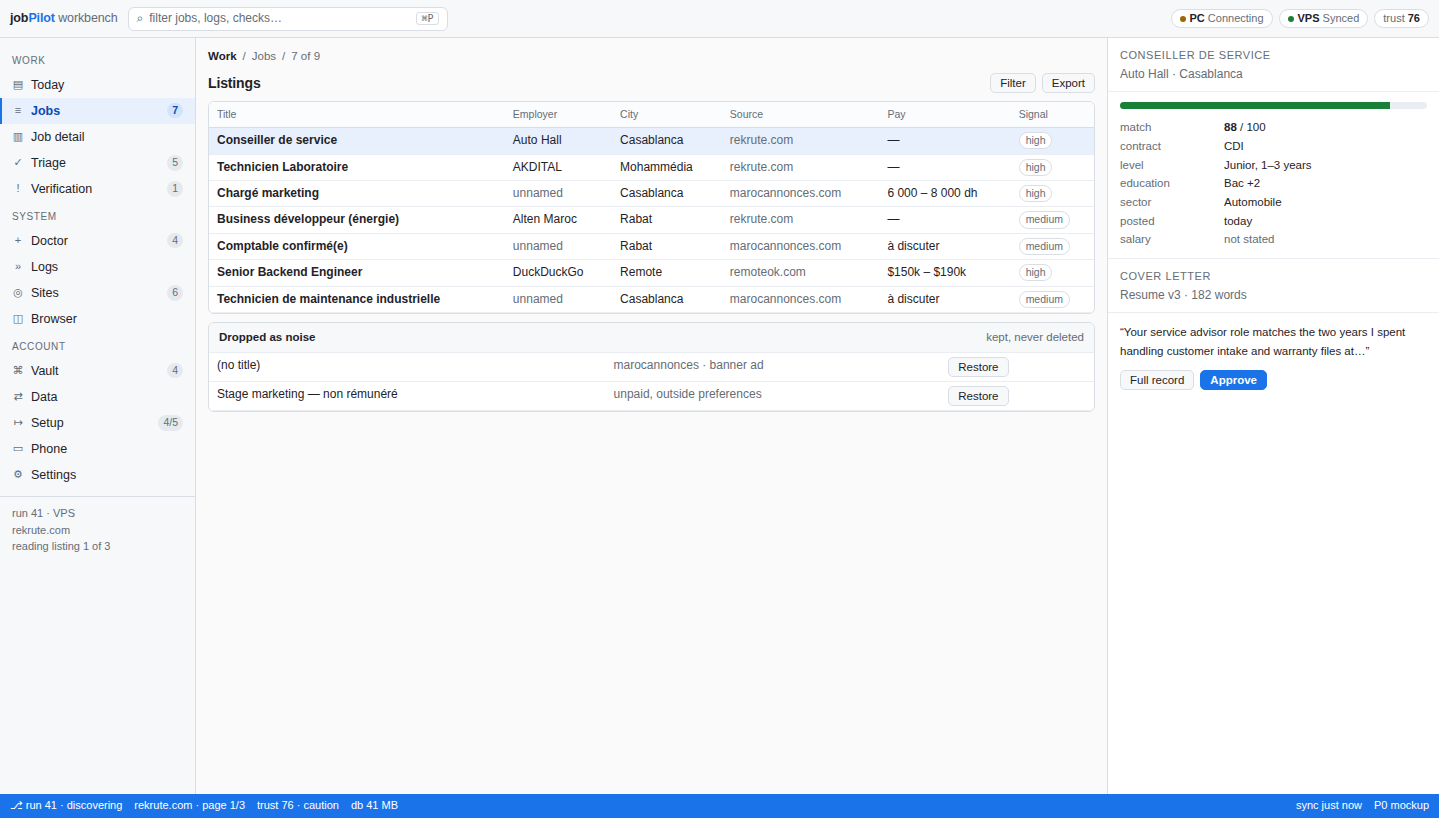 jobPilot workbench
filter jobs, logs, checks…
⌘P
PC Connecting
VPS Synced
trust 76
WORK
Today
Jobs 7
Job detail
Triage 5
Verification 1
SYSTEM
Doctor 4
Logs
Sites 6
Browser
ACCOUNT
Vault 4
Data
Setup 4/5
Phone
Settings
run 41 · VPS
rekrute.com
reading listing 1 of 3
Work / Jobs / 7 of 9
Listings
Filter Export
Title Employer City Source Pay Signal
Conseiller de service Auto Hall Casablanca rekrute.com — high
Technicien Laboratoire AKDITAL Mohammédia rekrute.com — high
Chargé marketing unnamed Casablanca marocannonces.com 6 000 – 8 000 dh high
Business développeur (énergie) Alten Maroc Rabat rekrute.com — medium
Comptable confirmé(e) unnamed Rabat marocannonces.com à discuter medium
Senior Backend Engineer DuckDuckGo Remote remoteok.com $150k – $190k high
Technicien de maintenance industrielle unnamed Casablanca marocannonces.com à discuter medium
Dropped as noise kept, never deleted
(no title) marocannonces · banner ad Restore
Stage marketing — non rémunéré unpaid, outside preferences Restore
CONSEILLER DE SERVICE
Auto Hall · Casablanca
match 88 / 100
contract CDI
level Junior, 1–3 years
education Bac +2
sector Automobile
posted today
salary not stated
COVER LETTER
Resume v3 · 182 words
“Your service advisor role matches the two years I spent
handling customer intake and warranty files at…”
Full record Approve
run 41 · discovering rekrute.com · page 1/3 trust 76 · caution db 41 MB
sync just now P0 mockup